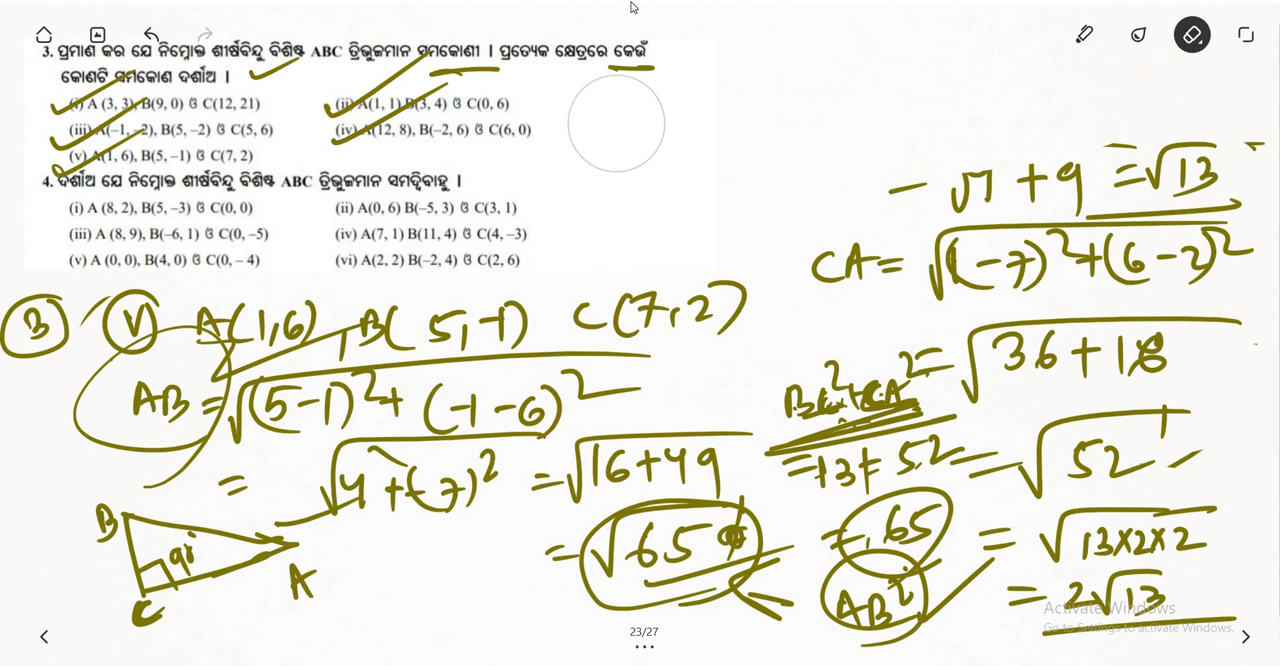 3. ପ୍ରମାଣ କର ଯେ ନିମ୍ନୋକ୍ତ ଶୀର୍ଷବିନ୍ଦୁ ବିଶିଷ୍ଟ ABC ତ୍ରିଭୁଜମାନ ସମକୋଣୀ । ପ୍ରତ୍ୟେକ କ୍ଷେତ୍ରରେ କେଉଁ
କୋଣଟି ସମକୋଣ ଦର୍ଶାଅ ।
(i) A (3, 3), B(9, 0) ଓ C(12, 21) (ii) A(1, 1) B(3, 4) ଓ C(0, 6)
(iii) A(–1, –2), B(5, –2) ଓ C(5, 6) (iv) A(12, 8), B(–2, 6) ଓ C(6, 0)
(v) A(1, 6), B(5, –1) ଓ C(7, 2)
4. ଦର୍ଶାଅ ଯେ ନିମ୍ନୋକ୍ତ ଶୀର୍ଷବିନ୍ଦୁ ବିଶିଷ୍ଟ ABC ତ୍ରିଭୁଜମାନ ସମଦ୍ବିବାହୁ ।
(i) A (8, 2), B(5, –3) ଓ C(0, 0) (ii) A(0, 6) B(–5, 3) ଓ C(3, 1)
(iii) A (8, 9), B(–6, 1) ଓ C(0, –5) (iv) A(7, 1) B(11, 4) ଓ C(4, –3)
(v) A (0, 0), B(4, 0) ଓ C(0, – 4) (vi) A(2, 2) B(–2, 4) ଓ C(2, 6)
3 (v) A(1,6), B(5,-1) C(7,2)
AB = √(5-1)² + (-1-6)²
= √4 + (-7)² = √16+49
= √65
B
90°
C
A
+ 9 = √13
CA = √(1-7)² + (6-2)²
= √36+18
BC² + CA² = √52
= 13 + 52 = √13×2×2
= 65 = 2√13
AB²
23/27
Activate Windows
Go to Settings to activate Windows.